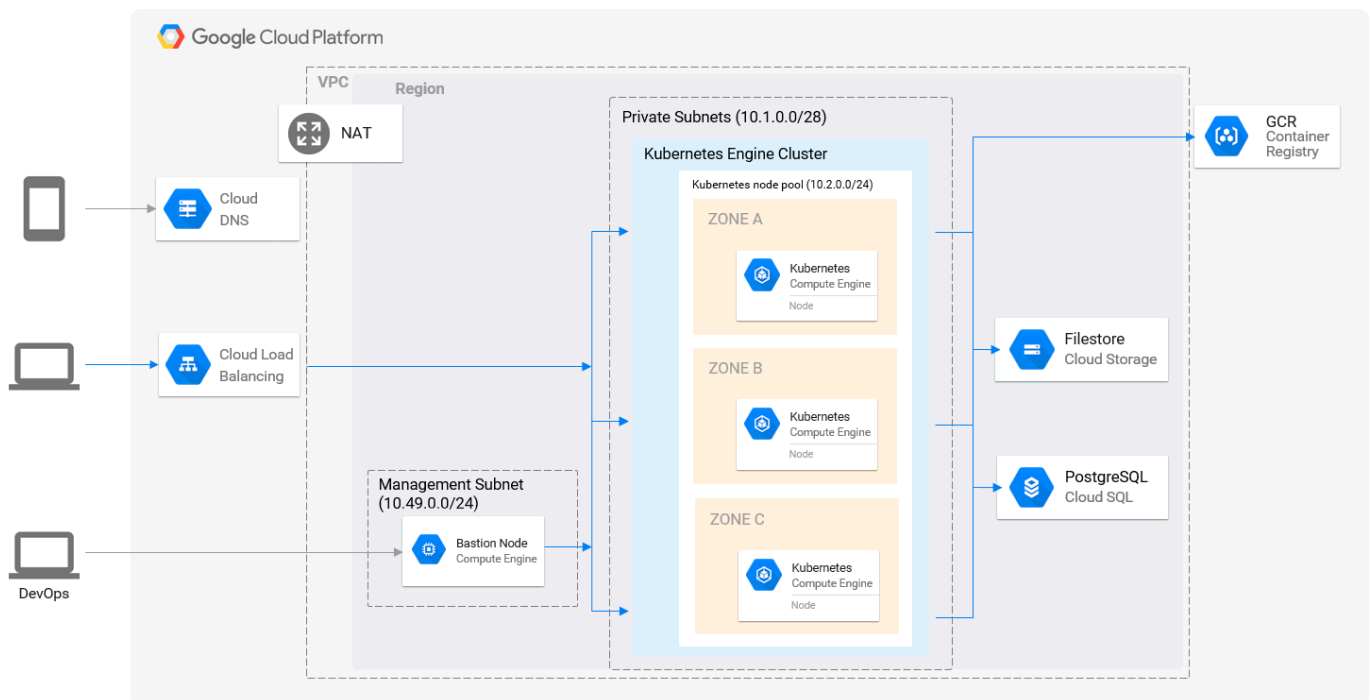 Google Cloud Platform
VPC
Region
NAT
Private Subnets (10.1.0.0/28)
GCR
Container
Registry
Kubernetes Engine Cluster
Kubernetes node pool (10.2.0.0/24)
Cloud
DNS
ZONE A
Kubernetes
Compute Engine
Node
Cloud Load
Balancing
ZONE B
Kubernetes
Compute Engine
Node
Filestore
Cloud Storage
Management Subnet
(10.49.0.0/24)
Bastion Node
Compute Engine
PostgreSQL
Cloud SQL
ZONE C
Kubernetes
Compute Engine
Node
DevOps